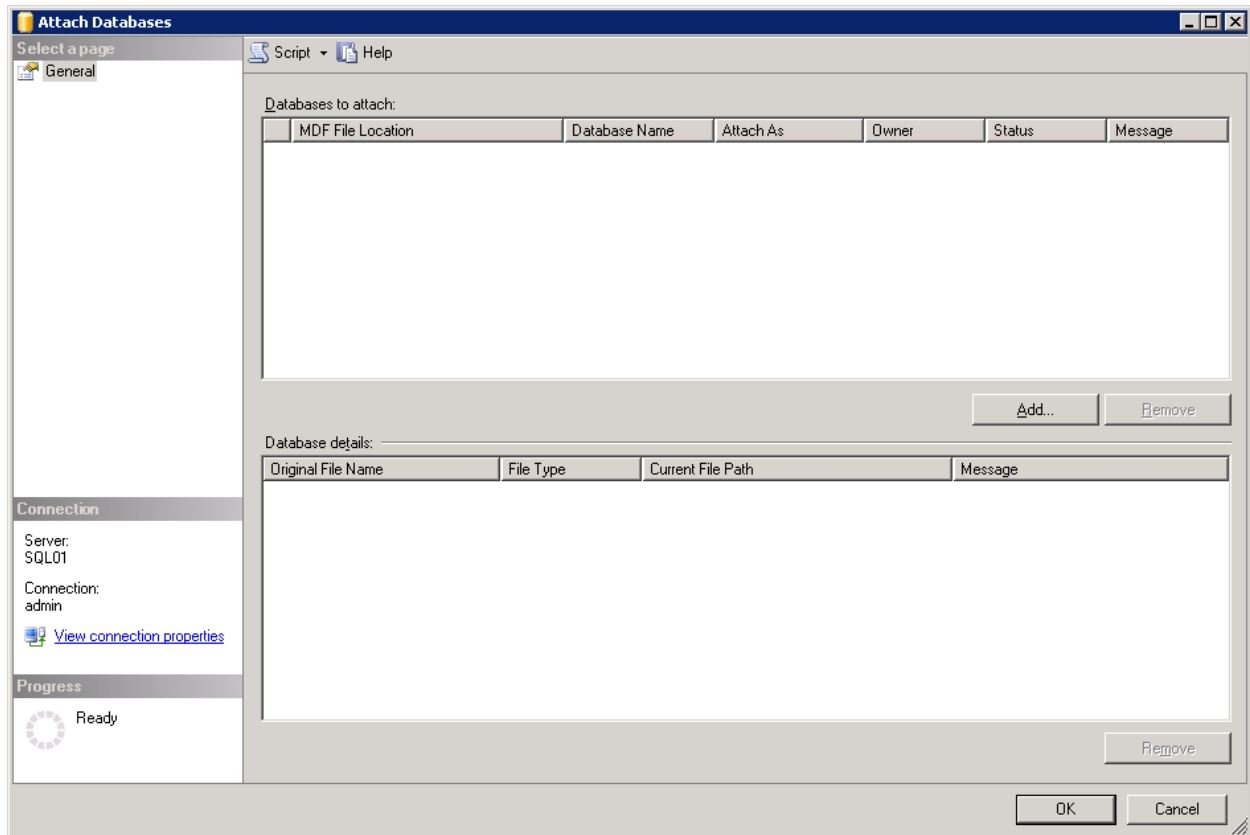 Attach Databases
Select a page
General
Script
Help
Databases to attach:
MDF File Location Database Name Attach As Owner Status Message
Add... Remove
Database details:
Original File Name File Type Current File Path Message
Connection
Server:
SQL01
Connection:
admin
View connection properties
Progress
Ready
Remove
OK Cancel